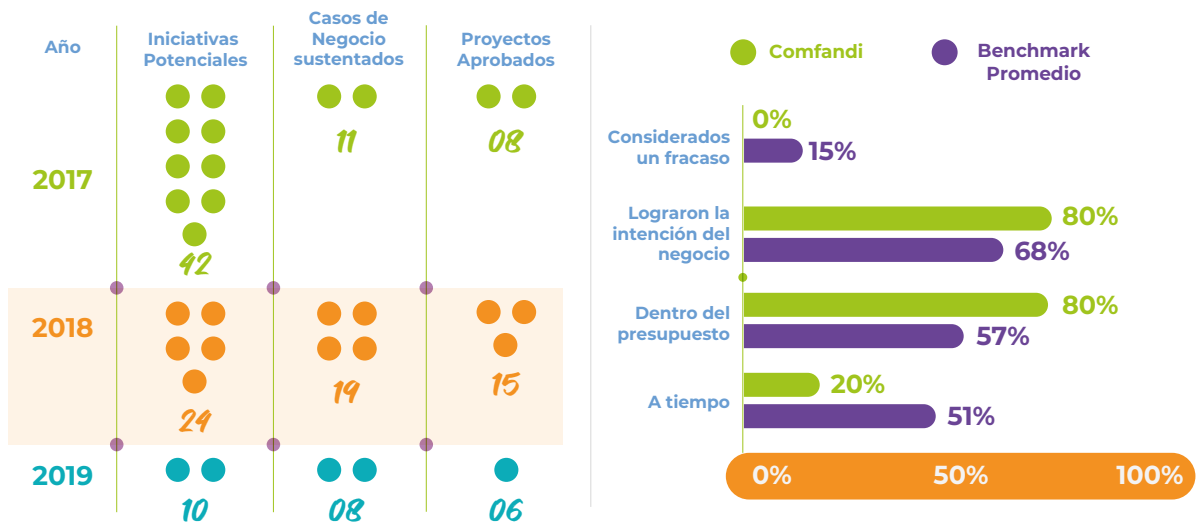 Año
Iniciativas
Potenciales
Casos de
Negocio
sustentados
Proyectos
Aprobados
2017
42
11
08
2018
24
19
15
2019
10
08
06
Comfandi
Benchmark
Promedio
Considerados
un fracaso
0%
15%
Lograron la
intención del
negocio
80%
68%
Dentro del
presupuesto
80%
57%
A tiempo
20%
51%
0%
50%
100%